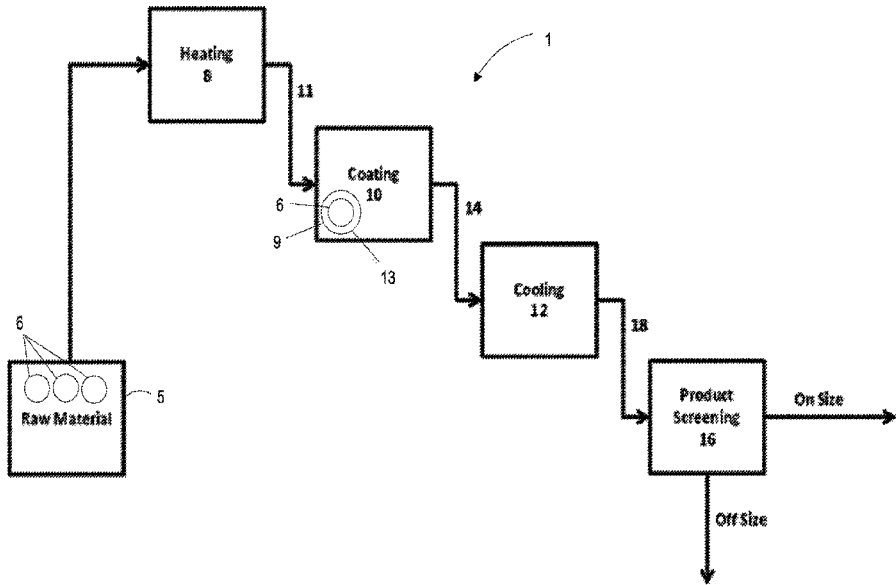 Heating
8
1
11
Coating
10
6
9
13
14
Cooling
12
18
6
Raw Material
5
Product
Screening
16
On Size
Off Size